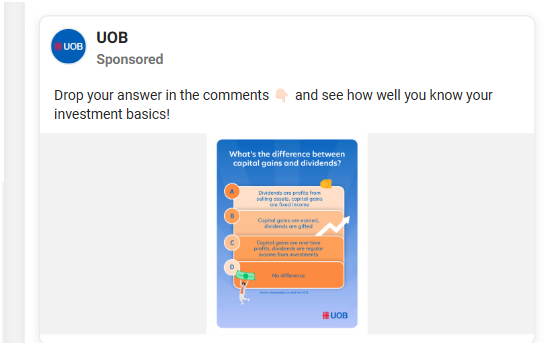 UOB
UOB
Sponsored
Drop your answer in the comments 👇🏻 and see how well you know your
investment basics!
What's the difference between
capital gains and dividends?
A
Dividends are profits from
selling assets, capital gains
are fixed income
B
Capital gains are earned,
dividends are gifted
C
Capital gains are one-time
profits, dividends are regular
income from investments
D
No difference
UOB